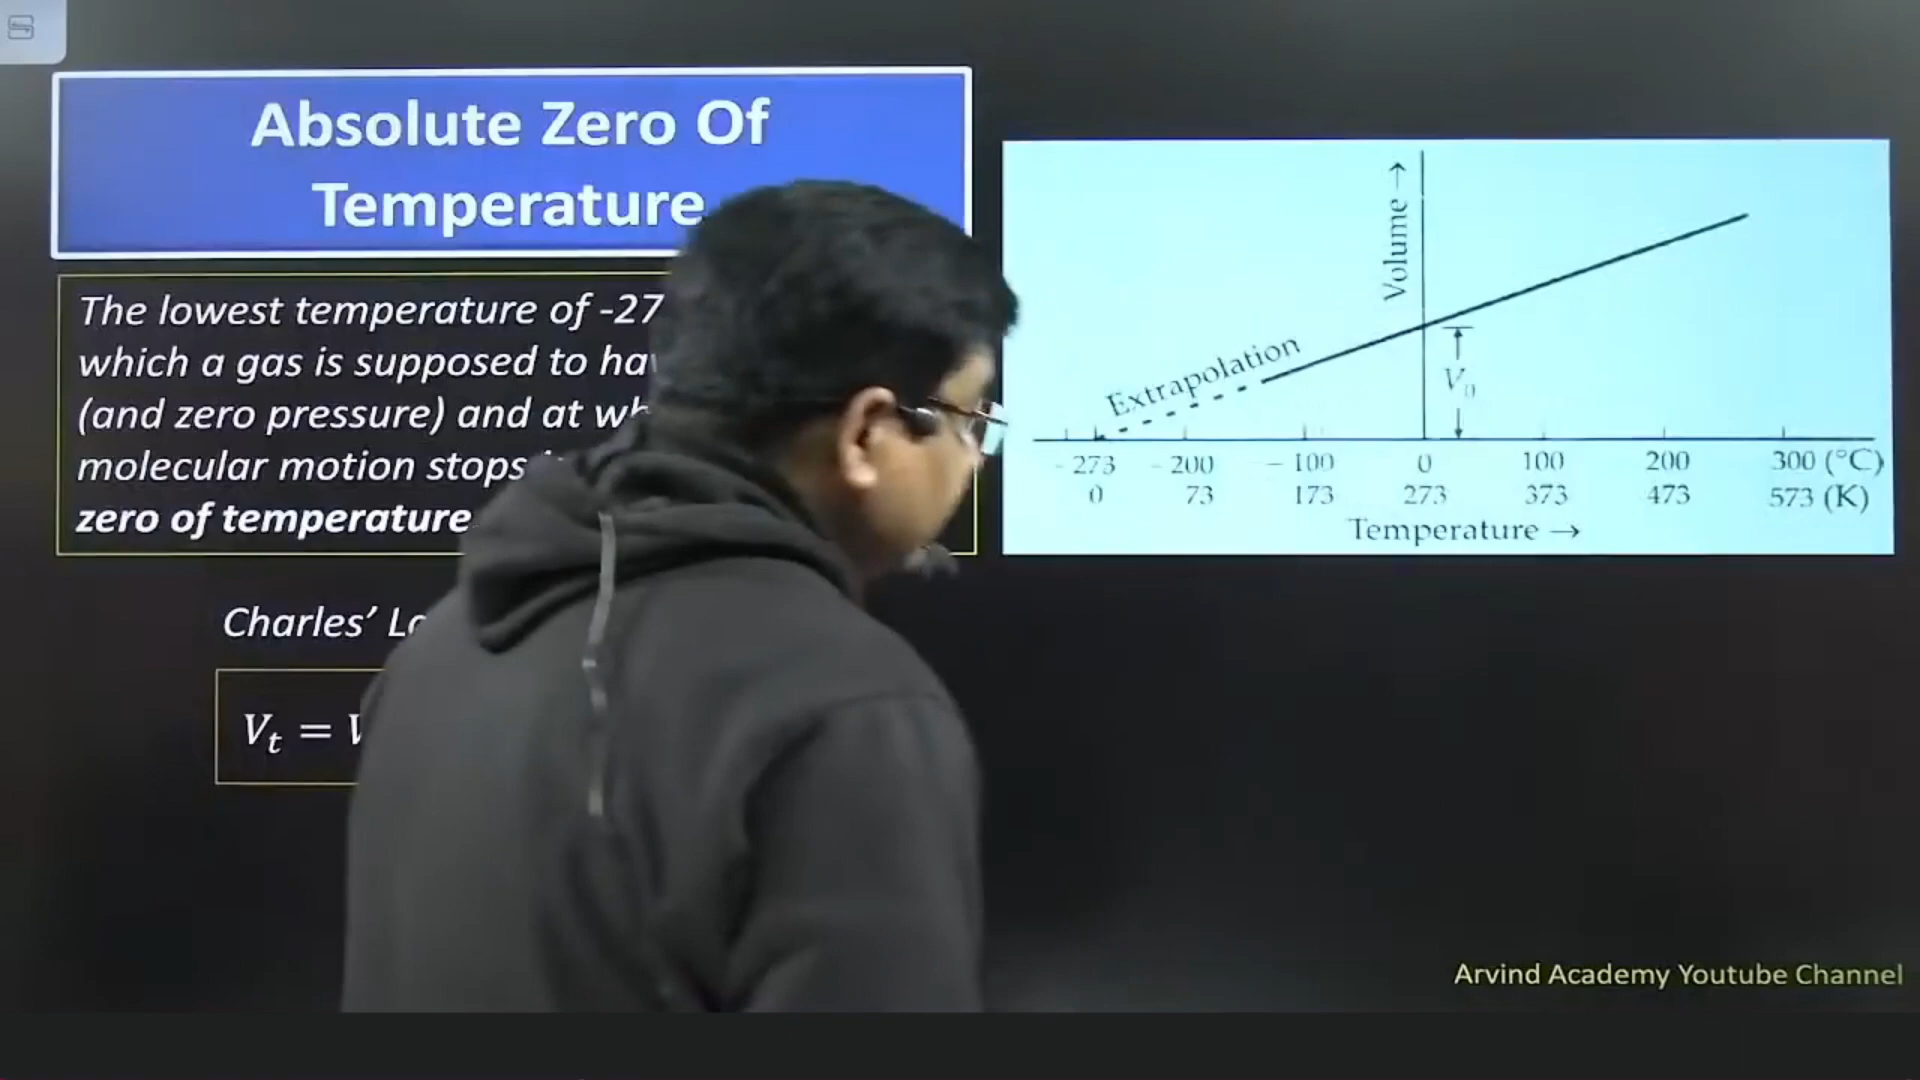 Absolute Zero Of
Temperature
The lowest temperature of -27
which a gas is supposed to
(and zero pressure) and at
molecular motion stops
zero of temperature
Charles’
V_t =
Volume →
Extrapolation
V_0
- 273 - 200 - 100 0 100 200 300 (°C)
0 73 173 273 373 473 573 (K)
Temperature →
Arvind Academy Youtube Channel